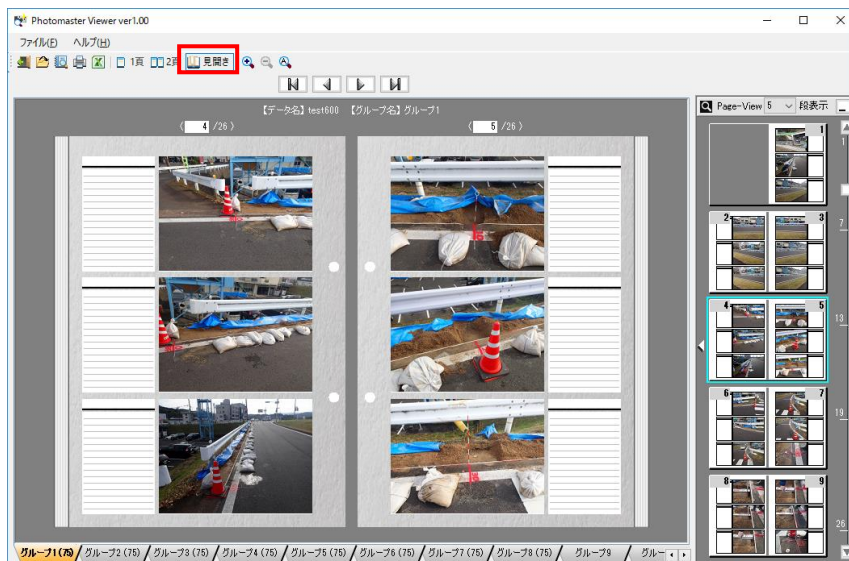 Photomaster Viewer ver1.00
ファイル(F) ヘルプ(H)
1頁 2頁 見開き
【データ名】test600 【グループ名】グループ1
( 4 /26 ) ( 5 /26 )
Page-View 5 段表示
1
1
2 3
7
4 5
13
6 7
19
8 9
26
グループ1(75) グループ2(75) グループ3(75) グループ4(75) グループ5(75) グループ6(75) グループ7(75) グループ8(75) グループ9 グルー